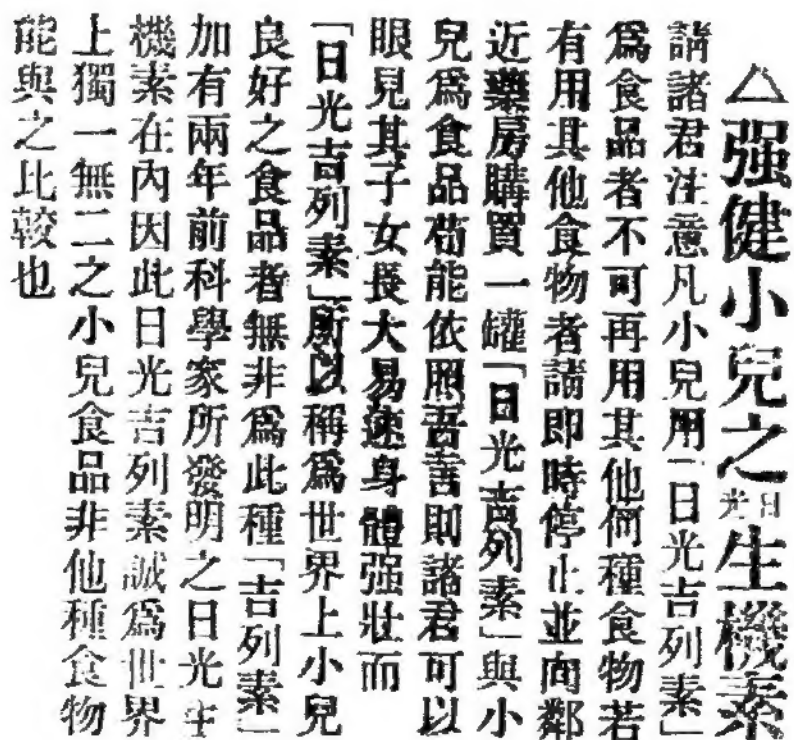 △强健小兒之日光生機素
請諸君注意凡小兒用「日光吉列素」
爲食品者不可再用其他何種食物若
有用其他食物者請即時停止並向鄰
近藥房購買一罐「日光吉列素」與小
兒爲食品苟能依照吾言則諸君可以
眼見其子女長大易速身體强壯而
「日光吉列素」所以稱爲世界上小兒
良好之食品者無非爲此種「吉列素」
加有兩年前科學家所發明之日光生
機素在內因此日光吉列素誠爲世界
上獨一無二之小兒食品非他種食物
能與之比較也